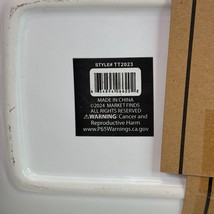 STYLE# TT2023
MADE IN CHINA
©2024 MARKET FINDS
ALL RIGHTS RESERVED
⚠WARNING: Cancer and
Reproductive Harm
www.P65Warnings.ca.gov